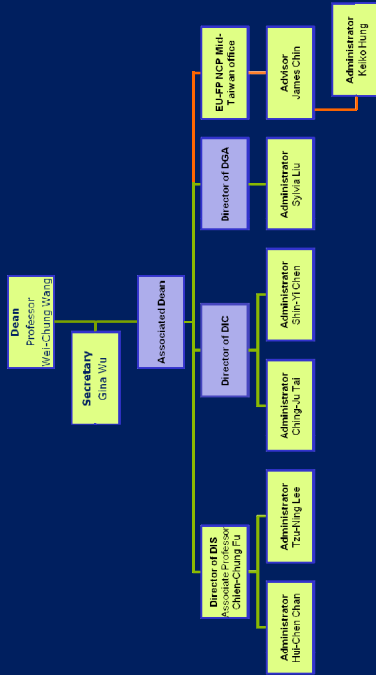 Dean
Professor
Wei-Chung Wang
Secretary
Gina Wu
Associated Dean
Director of DIS
Associate Professor
Chien-Chung Fu
Director of DIC
Director of DGA
EU-FP NCP Mid-
Taiwan office
Administrator
Hui-Chen Chan
Administrator
Tzu-Ning Lee
Administrator
Ching-Ju Tai
Administrator
Shin-Yi Chen
Administrator
Sylvia Liu
Advisor
James Chin
Administrator
Keiko Hung